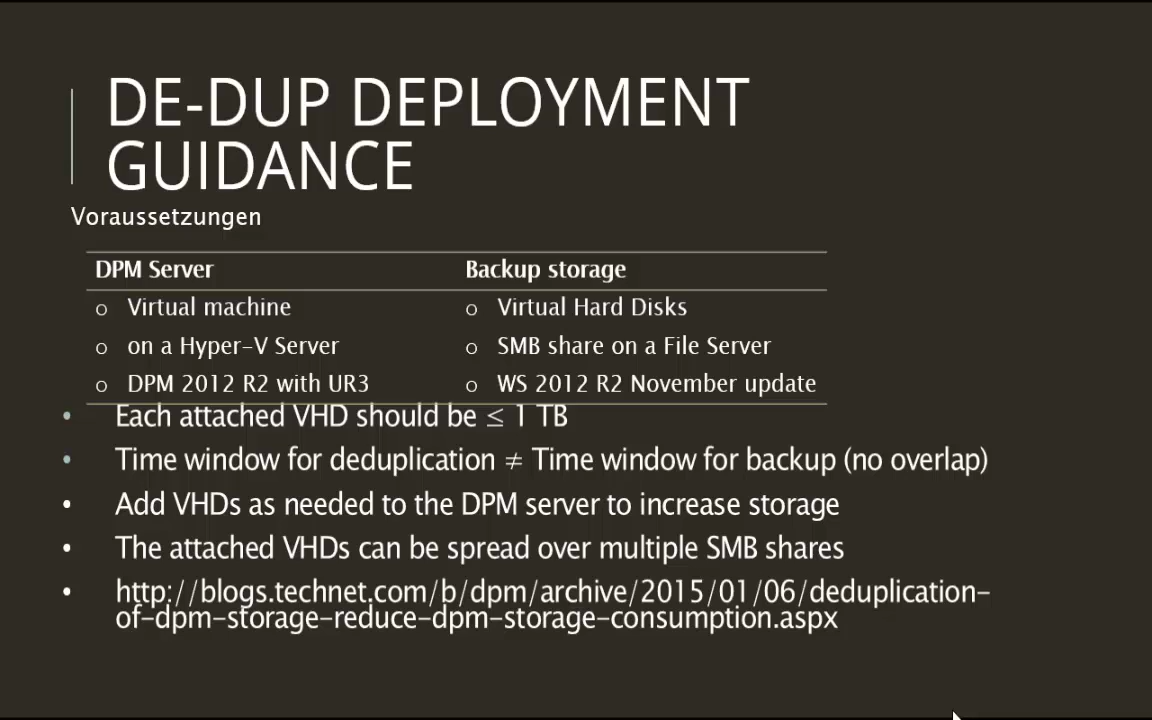 DE-DUP DEPLOYMENT
GUIDANCE
Voraussetzungen
DPM Server Backup storage
o Virtual machine o Virtual Hard Disks
o on a Hyper-V Server o SMB share on a File Server
o DPM 2012 R2 with UR3 o WS 2012 R2 November update
• Each attached VHD should be ≤ 1 TB
• Time window for deduplication ≠ Time window for backup (no overlap)
• Add VHDs as needed to the DPM server to increase storage
• The attached VHDs can be spread over multiple SMB shares
• http://blogs.technet.com/b/dpm/archive/2015/01/06/deduplication-
of-dpm-storage-reduce-dpm-storage-consumption.aspx